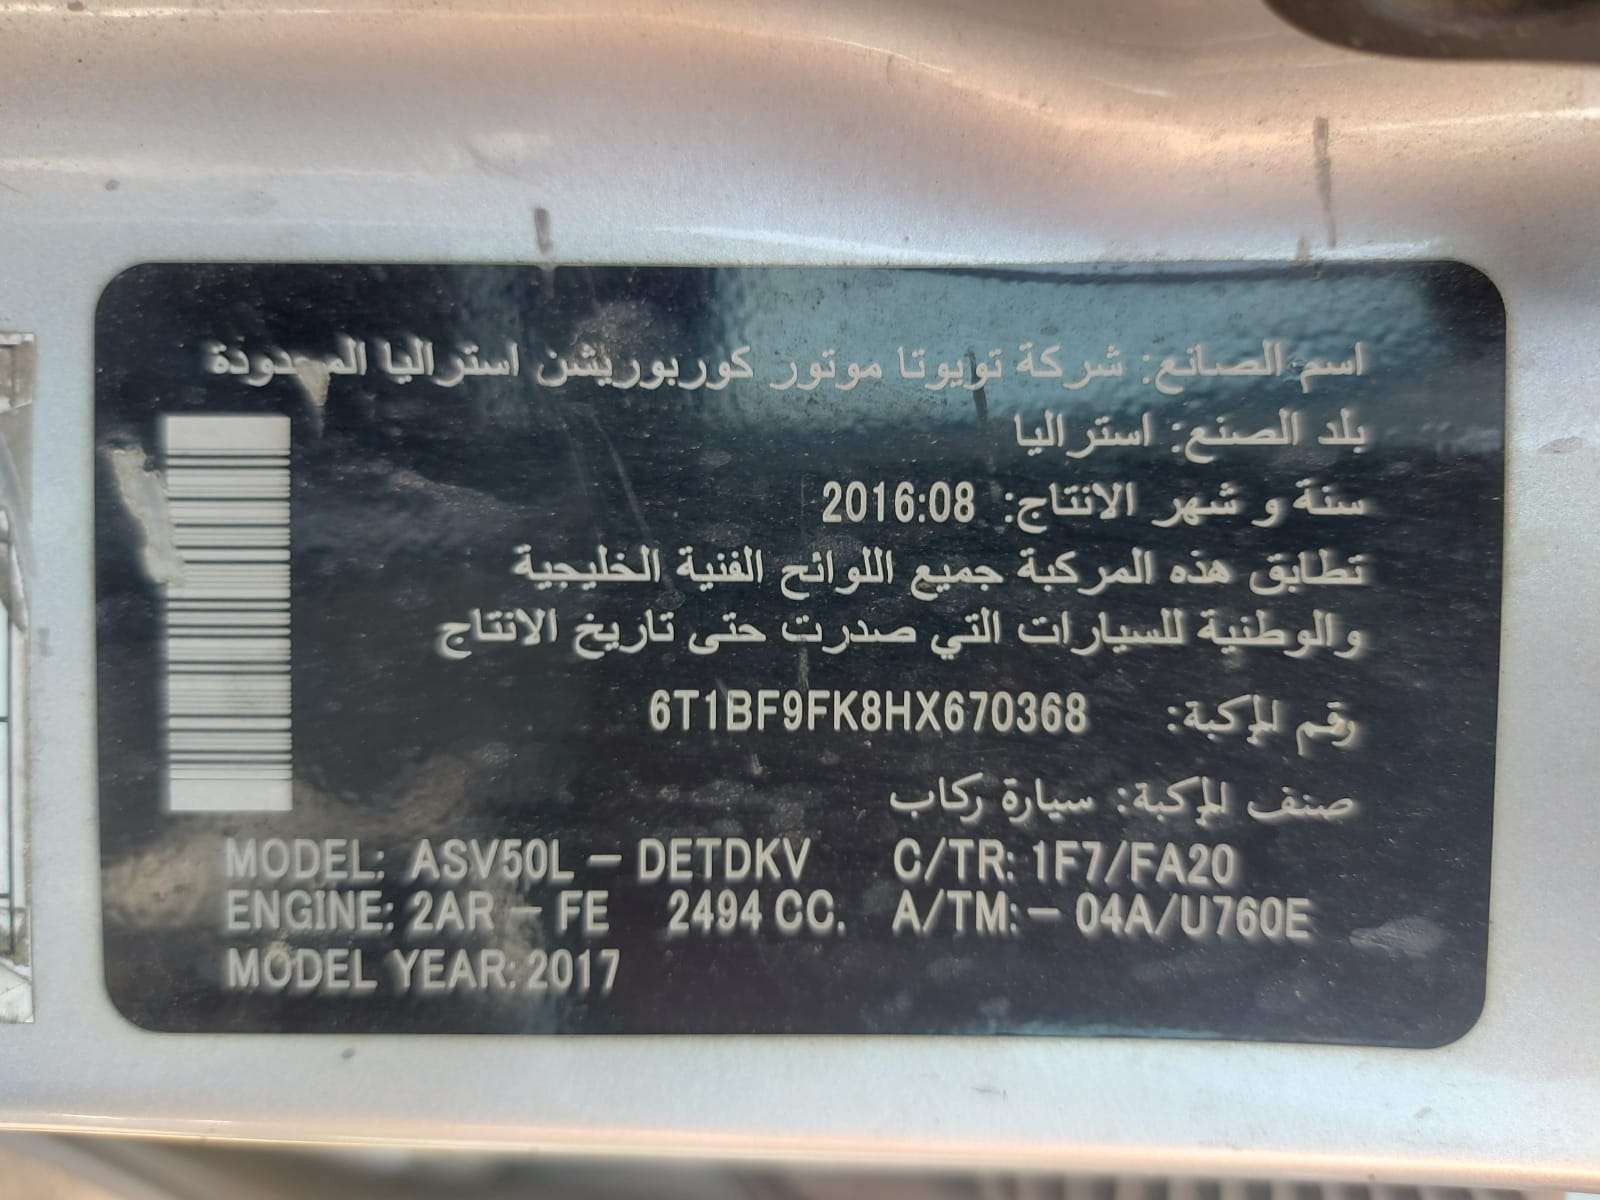 اسم الصانع: شركة تويوتا موتور كوربوريشن استراليا المحدودة
بلد الصنع: استراليا
سنة و شهر الانتاج: 2016:08
تطابق هذه المركبة جميع اللوائح الفنية الخليجية
والوطنية للسيارات التي صدرت حتى تاريخ الانتاج
رقم المركبة: 6T1BF9FK8HX670368
صنف المركبة: سيارة ركاب
MODEL: ASV50L - DETDKV C/TR: 1F7/FA20
ENGINE: 2AR - FE 2494 CC. A/TM: - 04A/U760E
MODEL YEAR: 2017